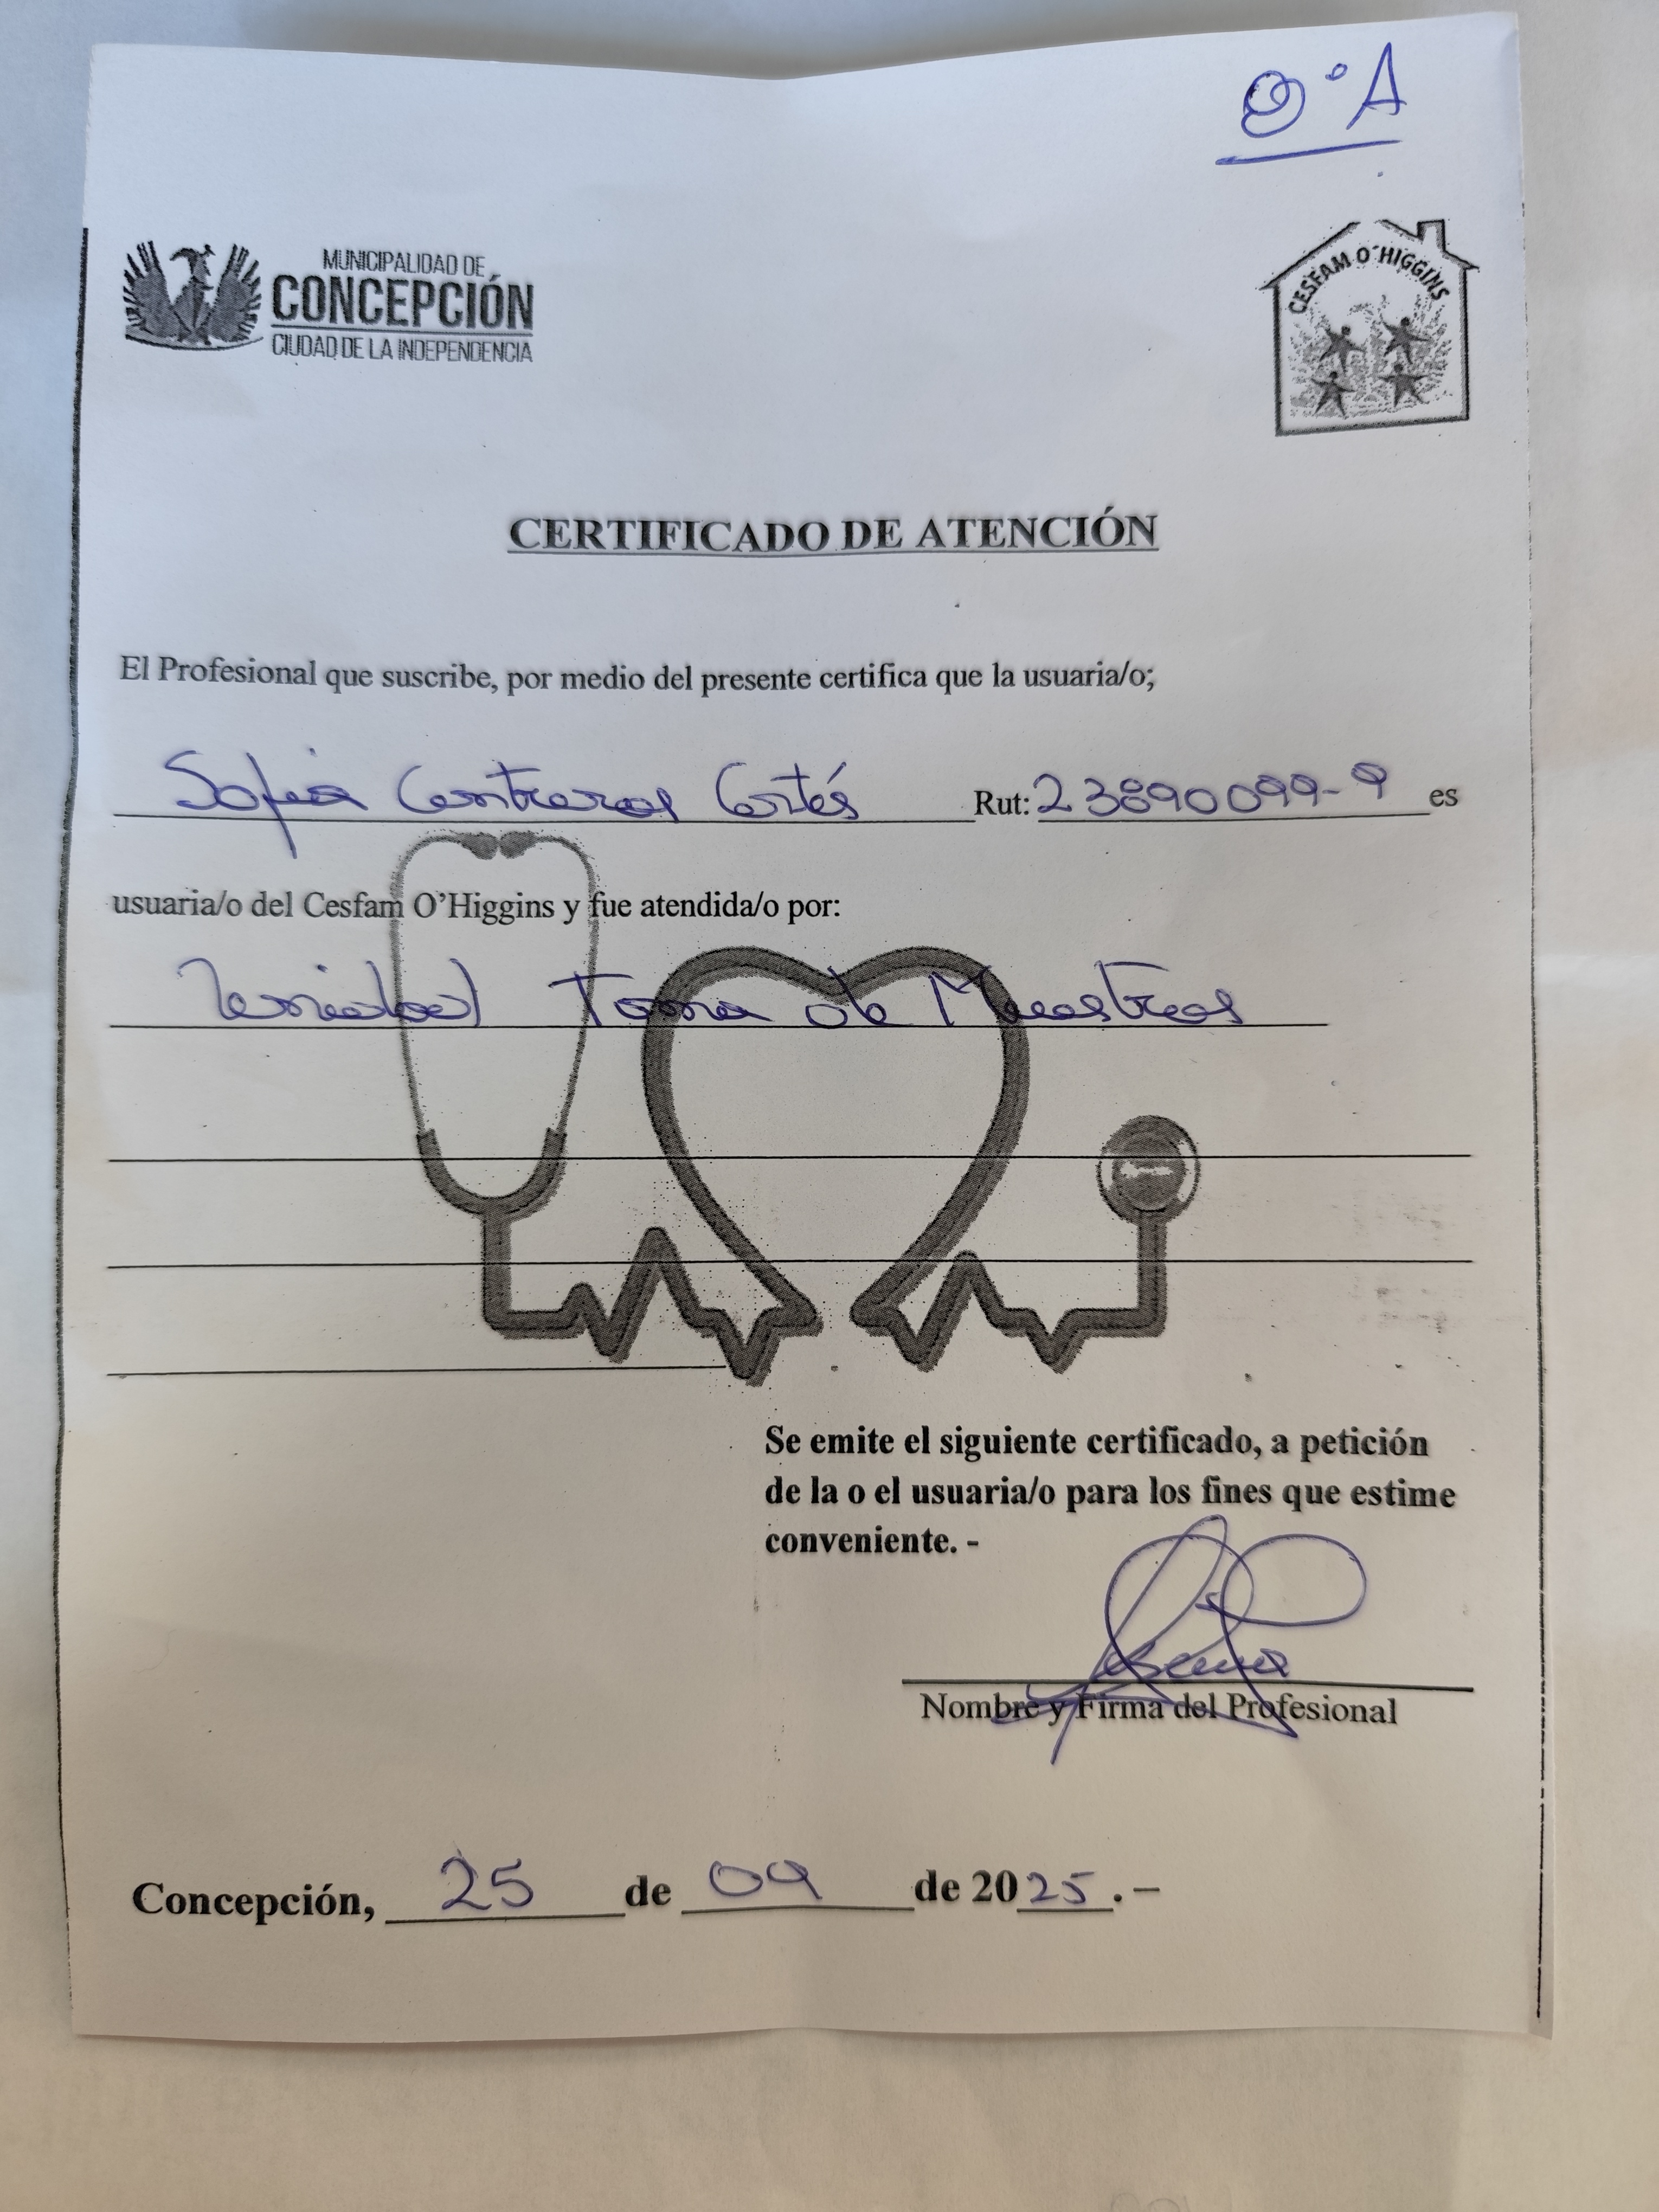 8°A
MUNICIPALIDAD DE
CONCEPCIÓN
CIUDAD DE LA INDEPENDENCIA
CESFAM O´HIGGINS
CERTIFICADO DE ATENCIÓN
El Profesional que suscribe, por medio del presente certifica que la usuaria/o;
Sofia Contreras Cortés Rut: 23890099-9 es
usuaria/o del Cesfam O’Higgins y fue atendida/o por:
Unidad Toma de Muestras
Se emite el siguiente certificado, a petición
de la o el usuaria/o para los fines que estime
conveniente. -
Nombre y Firma del Profesional
Concepción, 25 de 09 de 2025.–